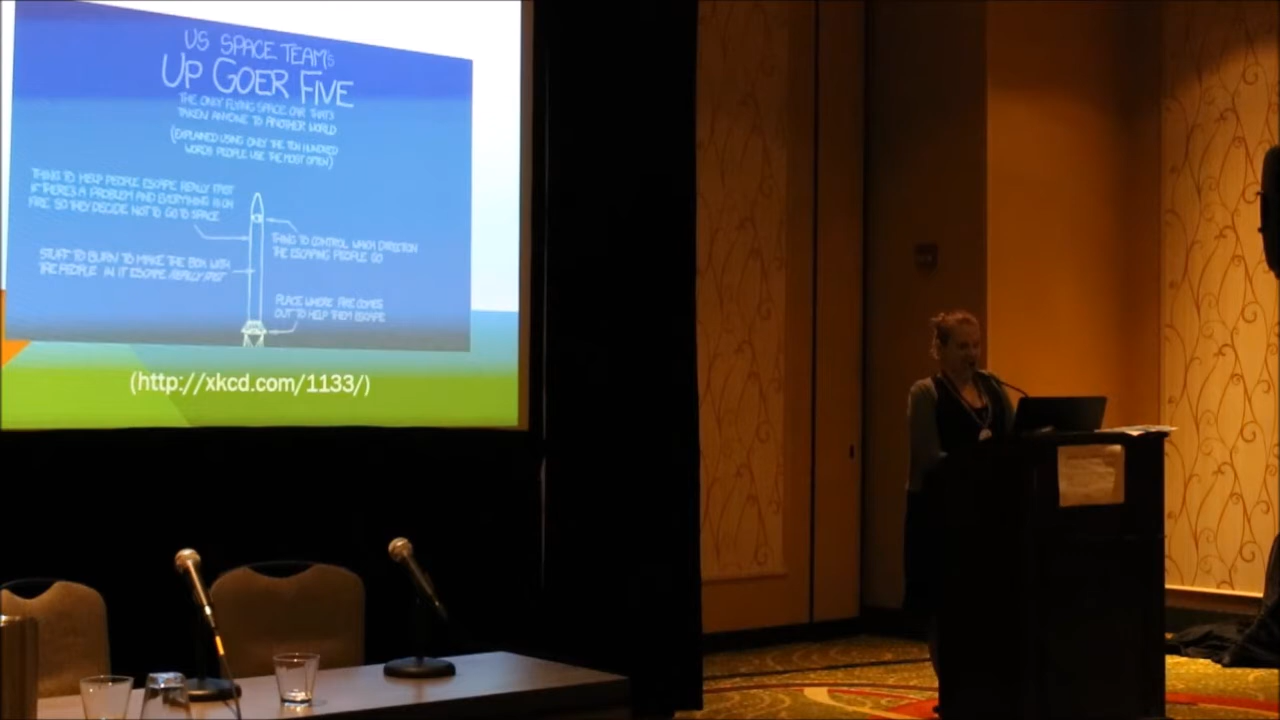 US SPACE TEAM'S
UP GOER FIVE
THE ONLY FLYING SPACE CAR THAT'S
TAKEN ANYONE TO ANOTHER WORLD
(EXPLAINED USING ONLY THE TEN HUNDRED
WORDS PEOPLE USE THE MOST OFTEN)
THING TO HELP PEOPLE ESCAPE REALLY FAST
IF THERE'S A PROBLEM AND EVERYTHING IS ON
FIRE SO THEY DECIDE NOT TO GO TO SPACE
THING TO CONTROL WHICH DIRECTION
THE ESCAPING PEOPLE GO
STUFF TO BURN TO MAKE THE BOX WITH
THE PEOPLE IN IT ESCAPE REALLY FAST
PLACE WHERE FIRE COMES
OUT TO HELP THEM ESCAPE
(http://xkcd.com/1133/)